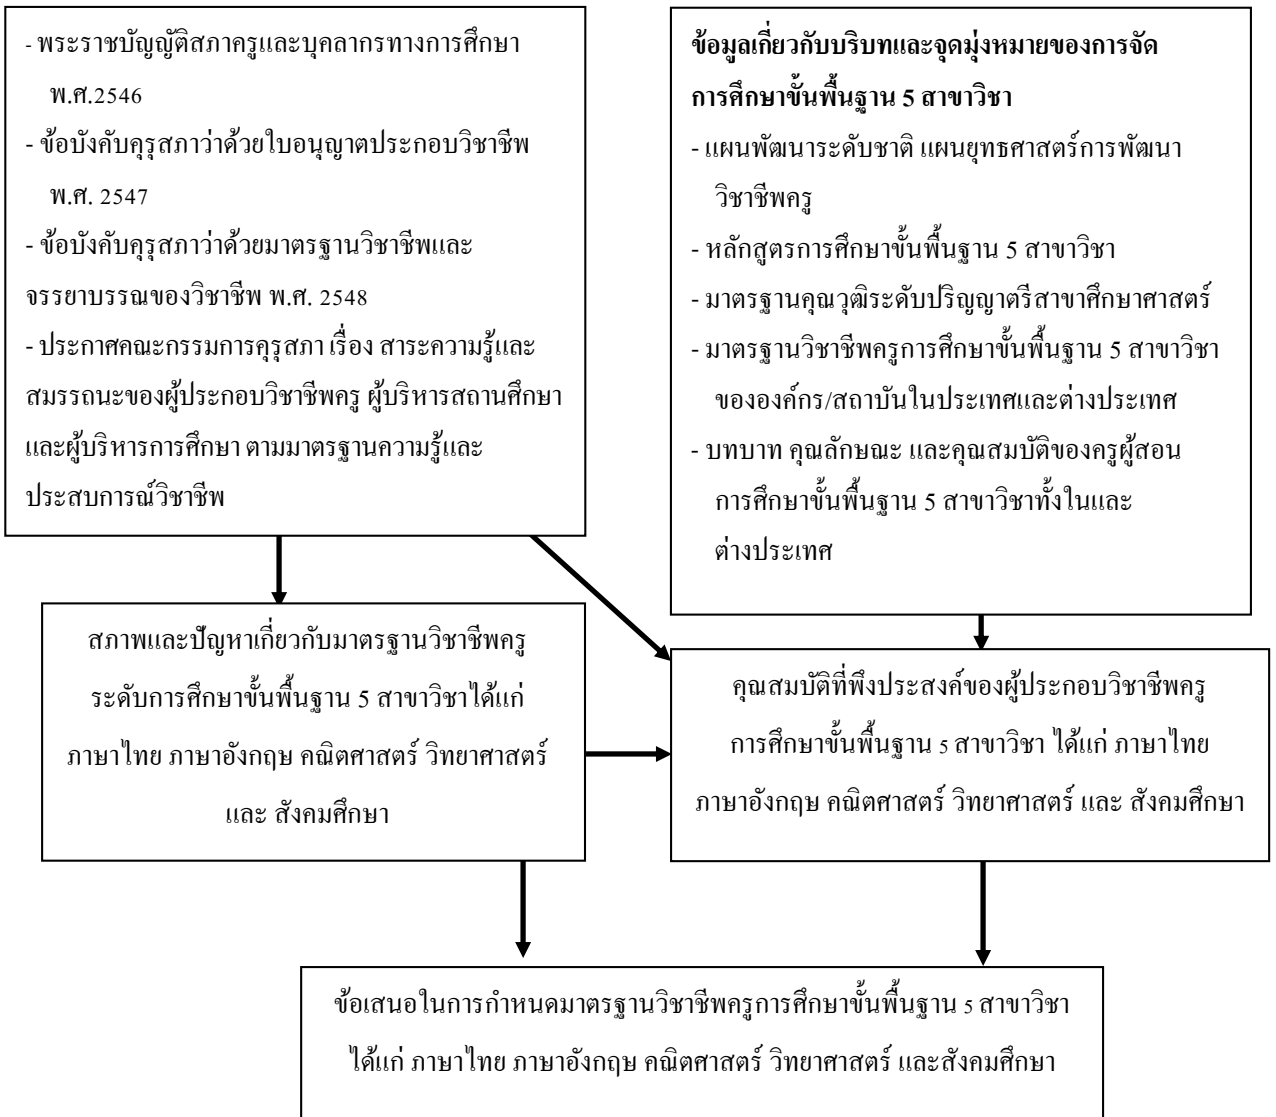 - พระราชบัญญัติสภาครูและบุคลากรทางการศึกษา
พ.ศ.2546
- ข้อบังคับคุรุสภาว่าด้วยใบอนุญาตประกอบวิชาชีพ
พ.ศ. 2547
- ข้อบังคับคุรุสภาว่าด้วยมาตรฐานวิชาชีพและ
จรรยาบรรณของวิชาชีพ พ.ศ. 2548
- ประกาศคณะกรรมการคุรุสภา เรื่อง สาระความรู้และ
สมรรถนะของผู้ประกอบวิชาชีพครู ผู้บริหารสถานศึกษา
และผู้บริหารการศึกษา ตามมาตรฐานความรู้และ
ประสบการณ์วิชาชีพ
ข้อมูลเกี่ยวกับบริบทและจุดมุ่งหมายของการจัด
การศึกษาขั้นพื้นฐาน 5 สาขาวิชา
- แผนพัฒนาระดับชาติ แผนยุทธศาสตร์การพัฒนา
วิชาชีพครู
- หลักสูตรการศึกษาขั้นพื้นฐาน 5 สาขาวิชา
- มาตรฐานคุณวุฒิระดับปริญญาตรีสาขาศึกษาศาสตร์
- มาตรฐานวิชาชีพครูการศึกษาขั้นพื้นฐาน 5 สาขาวิชา
ขององค์กร/สถาบันในประเทศและต่างประเทศ
- บทบาท คุณลักษณะ และคุณสมบัติของครูผู้สอน
การศึกษาขั้นพื้นฐาน 5 สาขาวิชาทั้งในและ
ต่างประเทศ
สภาพและปัญหาเกี่ยวกับมาตรฐานวิชาชีพครู
ระดับการศึกษาขั้นพื้นฐาน 5 สาขาวิชาได้แก่
ภาษาไทย ภาษาอังกฤษ คณิตศาสตร์ วิทยาศาสตร์
และ สังคมศึกษา
คุณสมบัติที่พึงประสงค์ของผู้ประกอบวิชาชีพครู
การศึกษาขั้นพื้นฐาน 5 สาขาวิชา ได้แก่ ภาษาไทย
ภาษาอังกฤษ คณิตศาสตร์ วิทยาศาสตร์ และ สังคมศึกษา
ข้อเสนอในการกำหนดมาตรฐานวิชาชีพครูการศึกษาขั้นพื้นฐาน 5 สาขาวิชา
ได้แก่ ภาษาไทย ภาษาอังกฤษ คณิตศาสตร์ วิทยาศาสตร์ และสังคมศึกษา